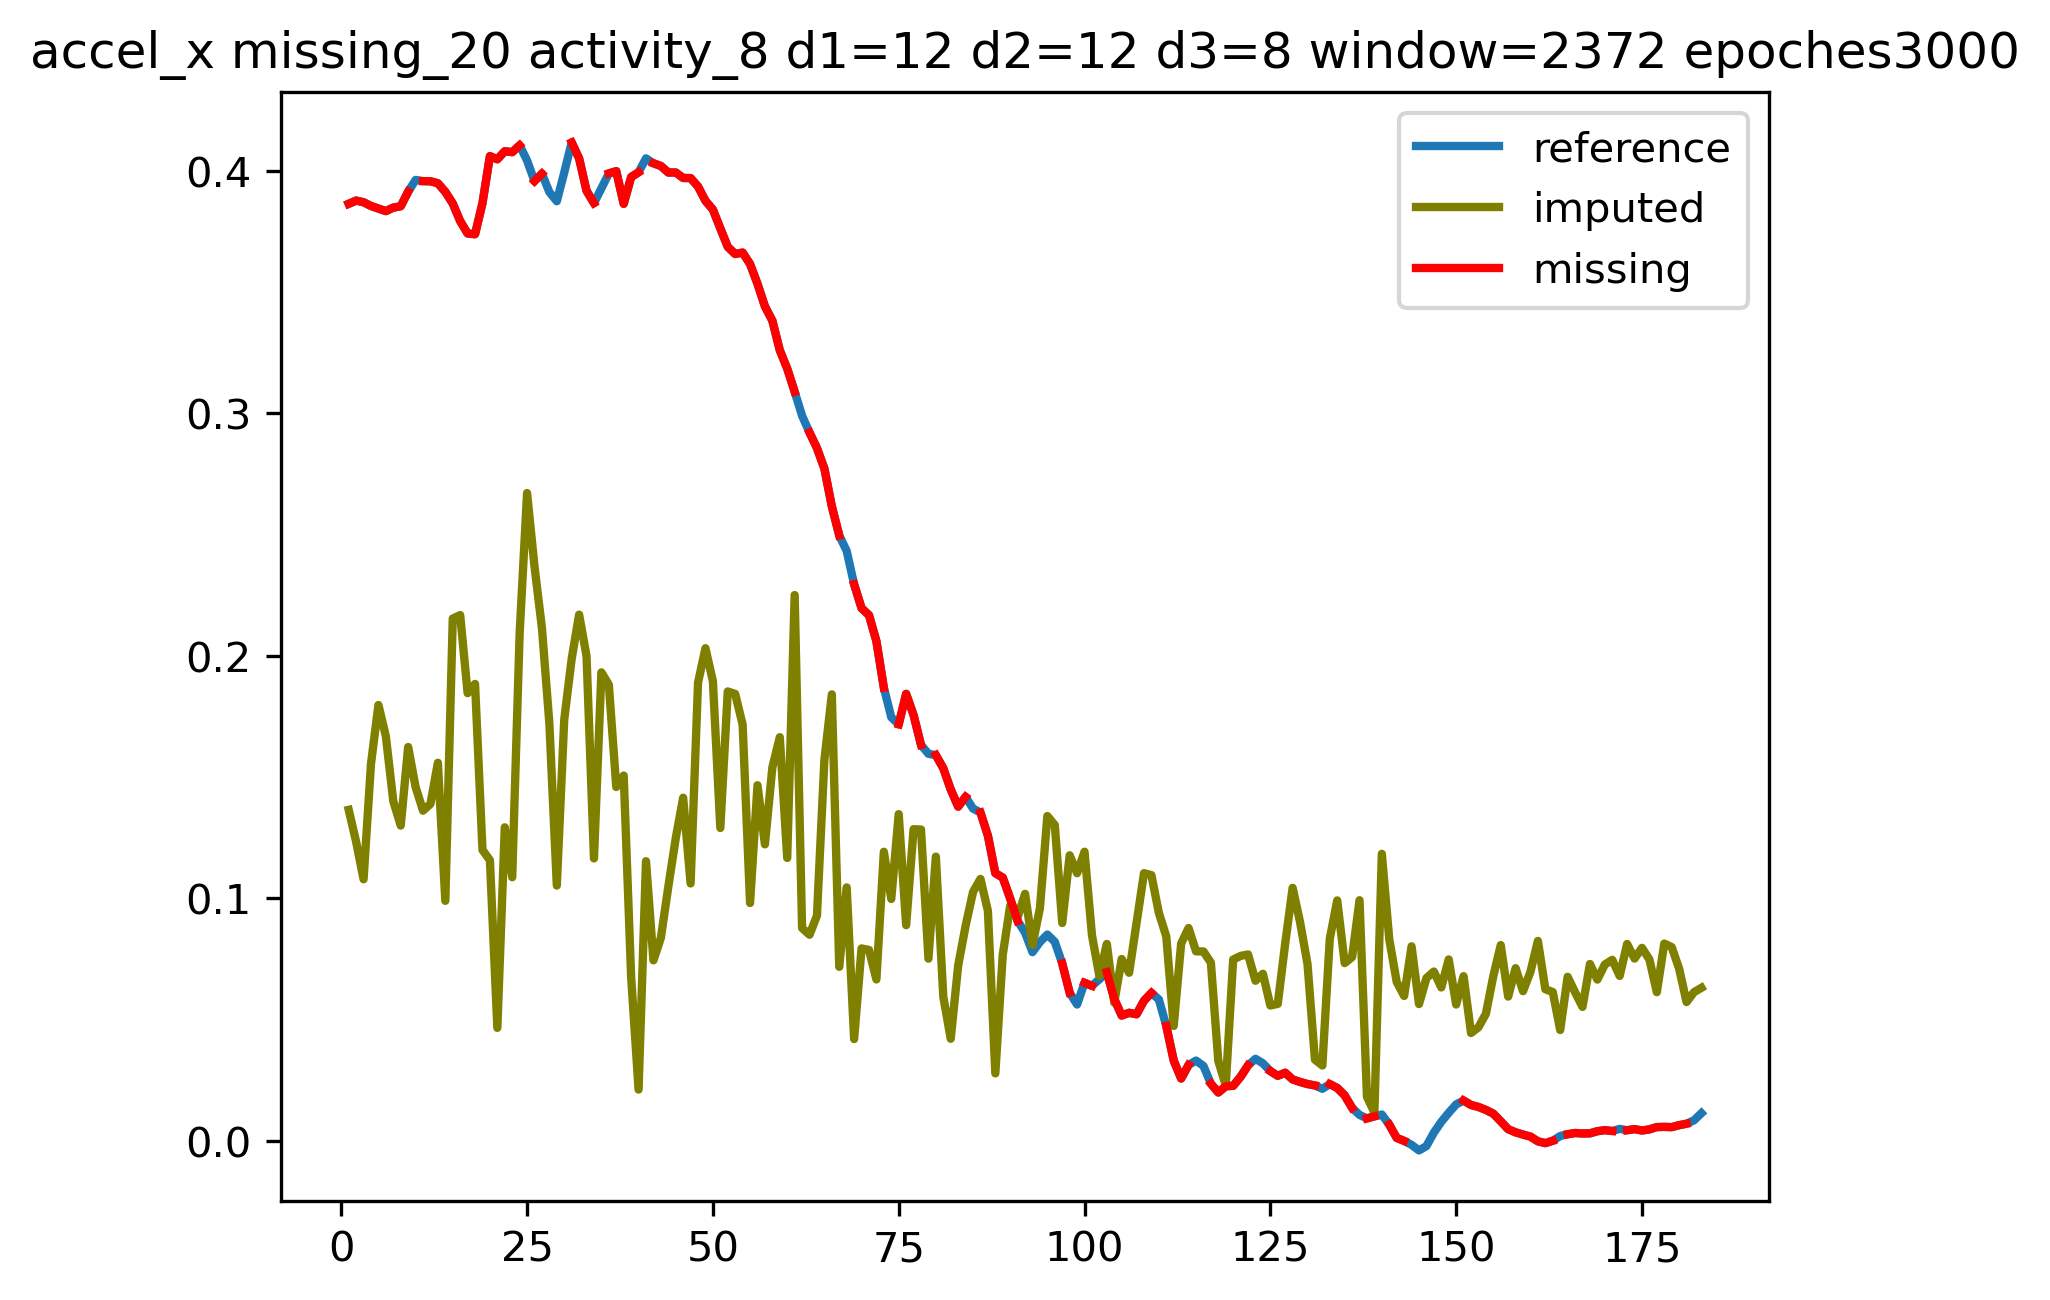 accel_x missing_20 activity_8 d1=12 d2=12 d3=8 window=2372 epoches3000
reference
imputed
missing
0.4
0.3
0.2
0.1
0.0
0 25 50 75 100 125 150 175